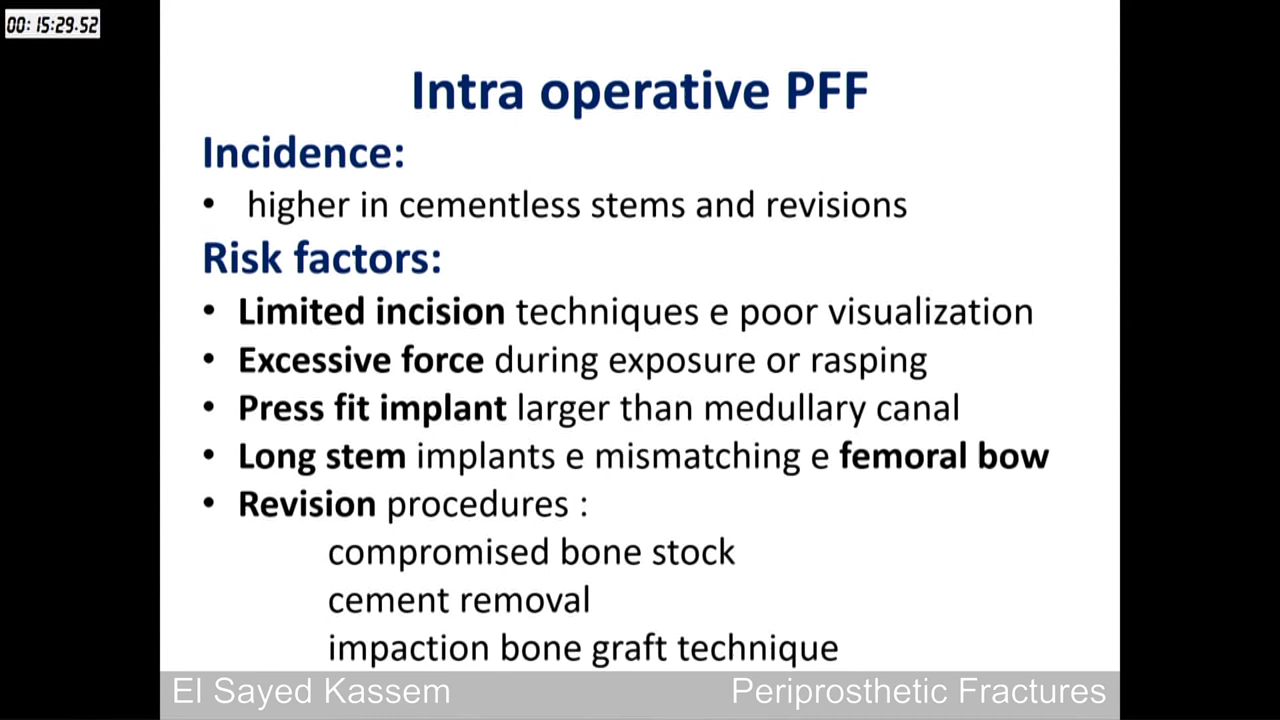 00:15:29.52
Intra operative PFF
Incidence:
• higher in cementless stems and revisions
Risk factors:
• Limited incision techniques e poor visualization
• Excessive force during exposure or rasping
• Press fit implant larger than medullary canal
• Long stem implants e mismatching e femoral bow
• Revision procedures :
compromised bone stock
cement removal
impaction bone graft technique
El Sayed Kassem
Periprosthetic Fractures